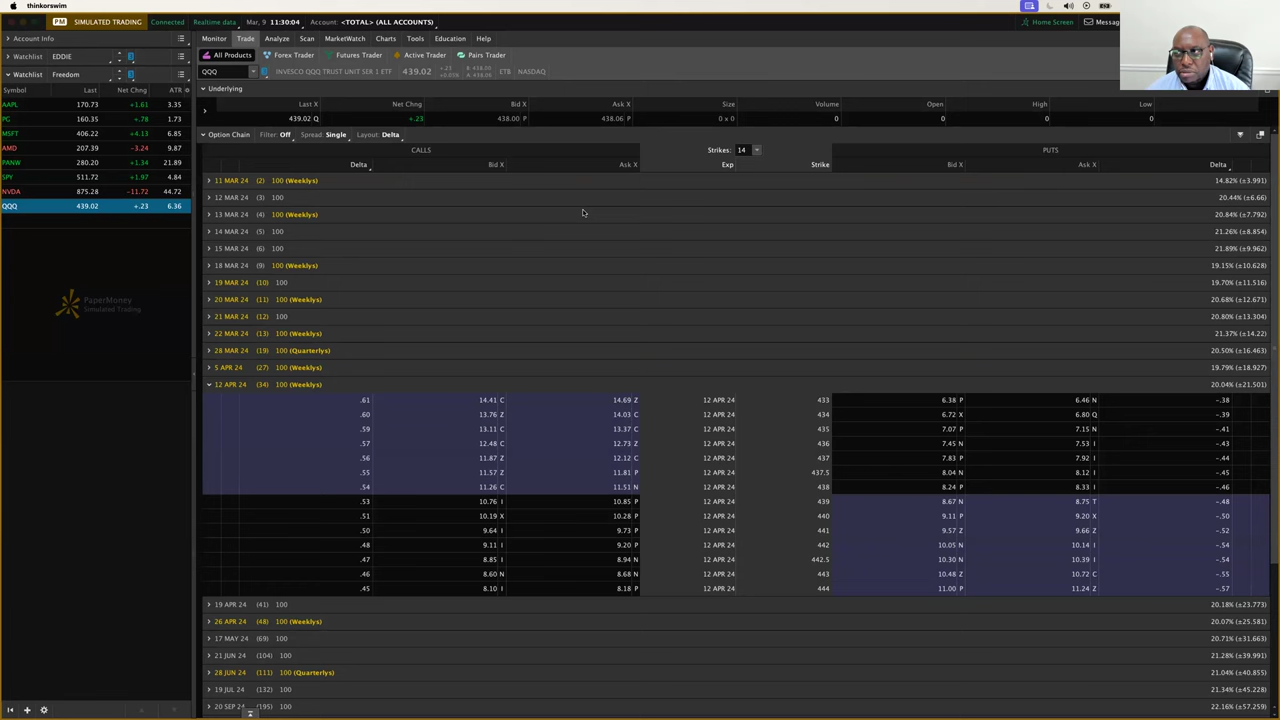 thinkorswim
PM SIMULATED TRADING Connected Realtime data Mar, 9 11:30:04 Account: <TOTAL> (ALL ACCOUNTS) Home Screen Messag
Account Info
Watchlist EDDIE
Watchlist Freedom
Symbol Last Net Chng ATR
AAPL 170.73 +1.61 3.35
PG 160.35 +.78 1.73
MSFT 406.22 +4.13 6.85
AMD 207.39 -3.24 9.87
PANW 280.20 +1.34 21.89
SPY 511.72 +1.97 4.84
NVDA 875.28 -11.72 44.72
QQQ 439.02 +.23 6.36
PaperMoney
Simulated Trading
Monitor Trade Analyze Scan MarketWatch Charts Tools Education Help
All Products Forex Trader Futures Trader Active Trader Pairs Trader
QQQ INVESCO QQQ TRUST UNIT SER 1 ETF 439.02 ETB NASDAQ
Underlying
Last X Net Chng Bid X Ask X Size Volume Open High Low
439.02 Q +.23 438.00 P 438.06 P 0 x 0 0 0 0 0
Option Chain Filter: Off Spread: Single Layout: Delta
CALLS Strikes: 14 PUTS
Delta Bid X Ask X Exp Strike Bid X Ask X Delta
11 MAR 24 (2) 100 (Weeklys) 14.82% (±3.991)
12 MAR 24 (3) 100 20.44% (±6.66)
13 MAR 24 (4) 100 (Weeklys) 20.84% (±7.792)
14 MAR 24 (5) 100 21.26% (±8.854)
15 MAR 24 (6) 100 21.89% (±9.962)
18 MAR 24 (9) 100 (Weeklys) 19.15% (±10.628)
19 MAR 24 (10) 100 19.70% (±11.516)
20 MAR 24 (11) 100 (Weeklys) 20.68% (±12.671)
21 MAR 24 (12) 100 20.80% (±13.304)
22 MAR 24 (13) 100 (Weeklys) 21.37% (±14.22)
28 MAR 24 (19) 100 (Quarterlys) 20.50% (±16.463)
5 APR 24 (27) 100 (Weeklys) 19.79% (±18.927)
12 APR 24 (34) 100 (Weeklys) 20.04% (±21.501)
.61 14.41 C 14.69 Z 12 APR 24 433 6.38 P 6.46 N -.38
.60 13.76 Z 14.03 C 12 APR 24 434 6.72 X 6.80 Q -.39
.59 13.11 C 13.37 C 12 APR 24 435 7.07 P 7.15 N -.41
.57 12.48 C 12.73 Z 12 APR 24 436 7.45 N 7.53 I -.43
.56 11.87 Z 12.12 C 12 APR 24 437 7.83 P 7.92 I -.44
.55 11.57 Z 11.81 P 12 APR 24 437.5 8.04 N 8.12 I -.45
.54 11.26 C 11.51 N 12 APR 24 438 8.24 P 8.33 I -.46
.53 10.76 I 10.85 P 12 APR 24 439 8.67 N 8.75 T -.48
.51 10.19 X 10.28 P 12 APR 24 440 9.11 P 9.20 X -.50
.50 9.64 I 9.73 P 12 APR 24 441 9.57 Z 9.66 Z -.52
.48 9.11 I 9.20 P 12 APR 24 442 10.05 N 10.14 I -.54
.47 8.85 I 8.94 N 12 APR 24 442.5 10.30 N 10.39 I -.54
.46 8.60 N 8.68 N 12 APR 24 443 10.48 Z 10.72 C -.55
.45 8.10 I 8.18 P 12 APR 24 444 11.00 P 11.24 Z -.57
19 APR 24 (41) 100 20.18% (±23.773)
26 APR 24 (48) 100 (Weeklys) 20.07% (±25.581)
17 MAY 24 (69) 100 20.71% (±31.663)
21 JUN 24 (104) 100 21.28% (±39.991)
28 JUN 24 (111) 100 (Quarterlys) 21.04% (±40.855)
19 JUL 24 (132) 100 21.34% (±45.228)
20 SEP 24 (195) 100 22.16% (±57.259)